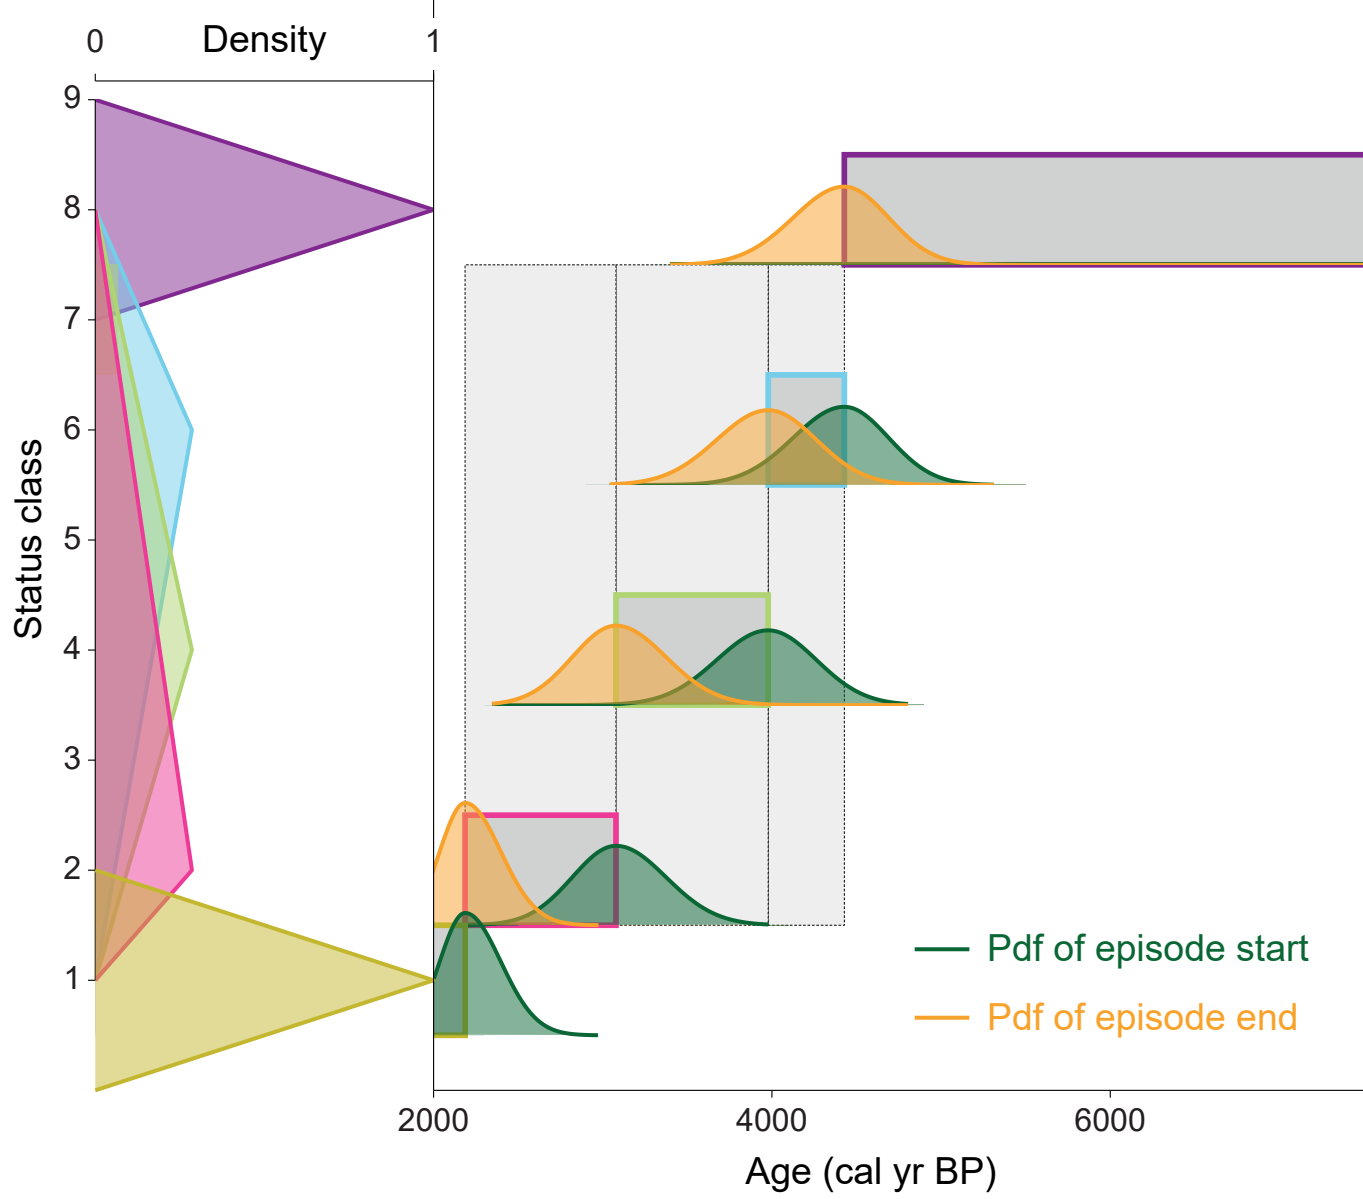 0 Density 1
9
8
7
6
5
4
3
2
1
Status class
Pdf of episode start
Pdf of episode end
2000 4000 6000
Age (cal yr BP)